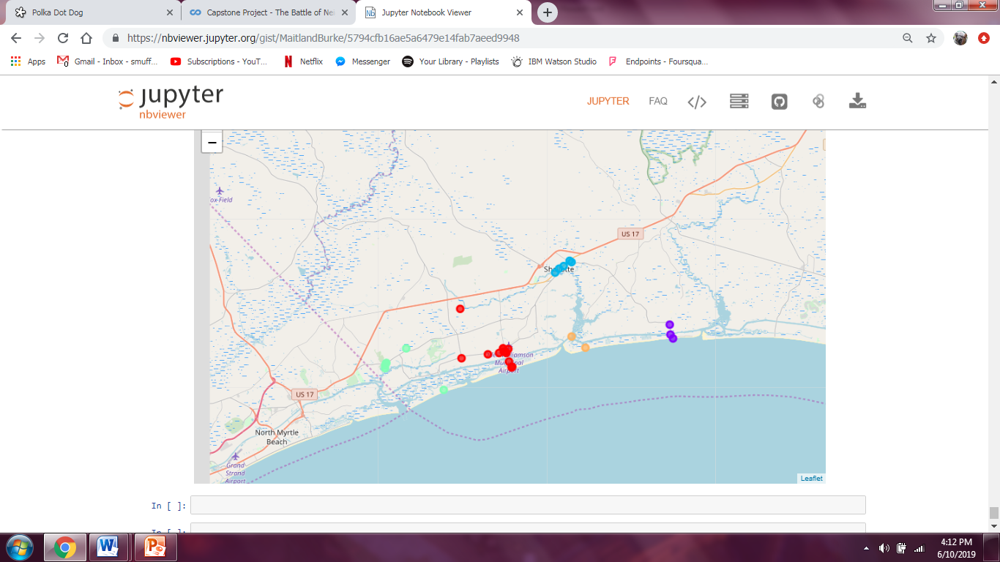 Polka Dot Dog
Capstone Project - The Battle of Nei
Jupyter Notebook Viewer
https://nbviewer.jupyter.org/gist/MaitlandBurke/5794cfb16ae5a6479e14fab7aeed9948
Apps
Gmail - Inbox - smuff...
Subscriptions - YouT...
Netflix
Messenger
Your Library - Playlists
IBM Watson Studio
Endpoints - Foursqua...
jupyter
nbviewer
JUPYTER
FAQ
</>
−
ox-Field
US 17
Municipal
Airport
US 17
North Myrtle
Beach
Grand
Strand
Airport
Leaflet
In [ ]:
In [ ]:
4:12 PM
6/10/2019